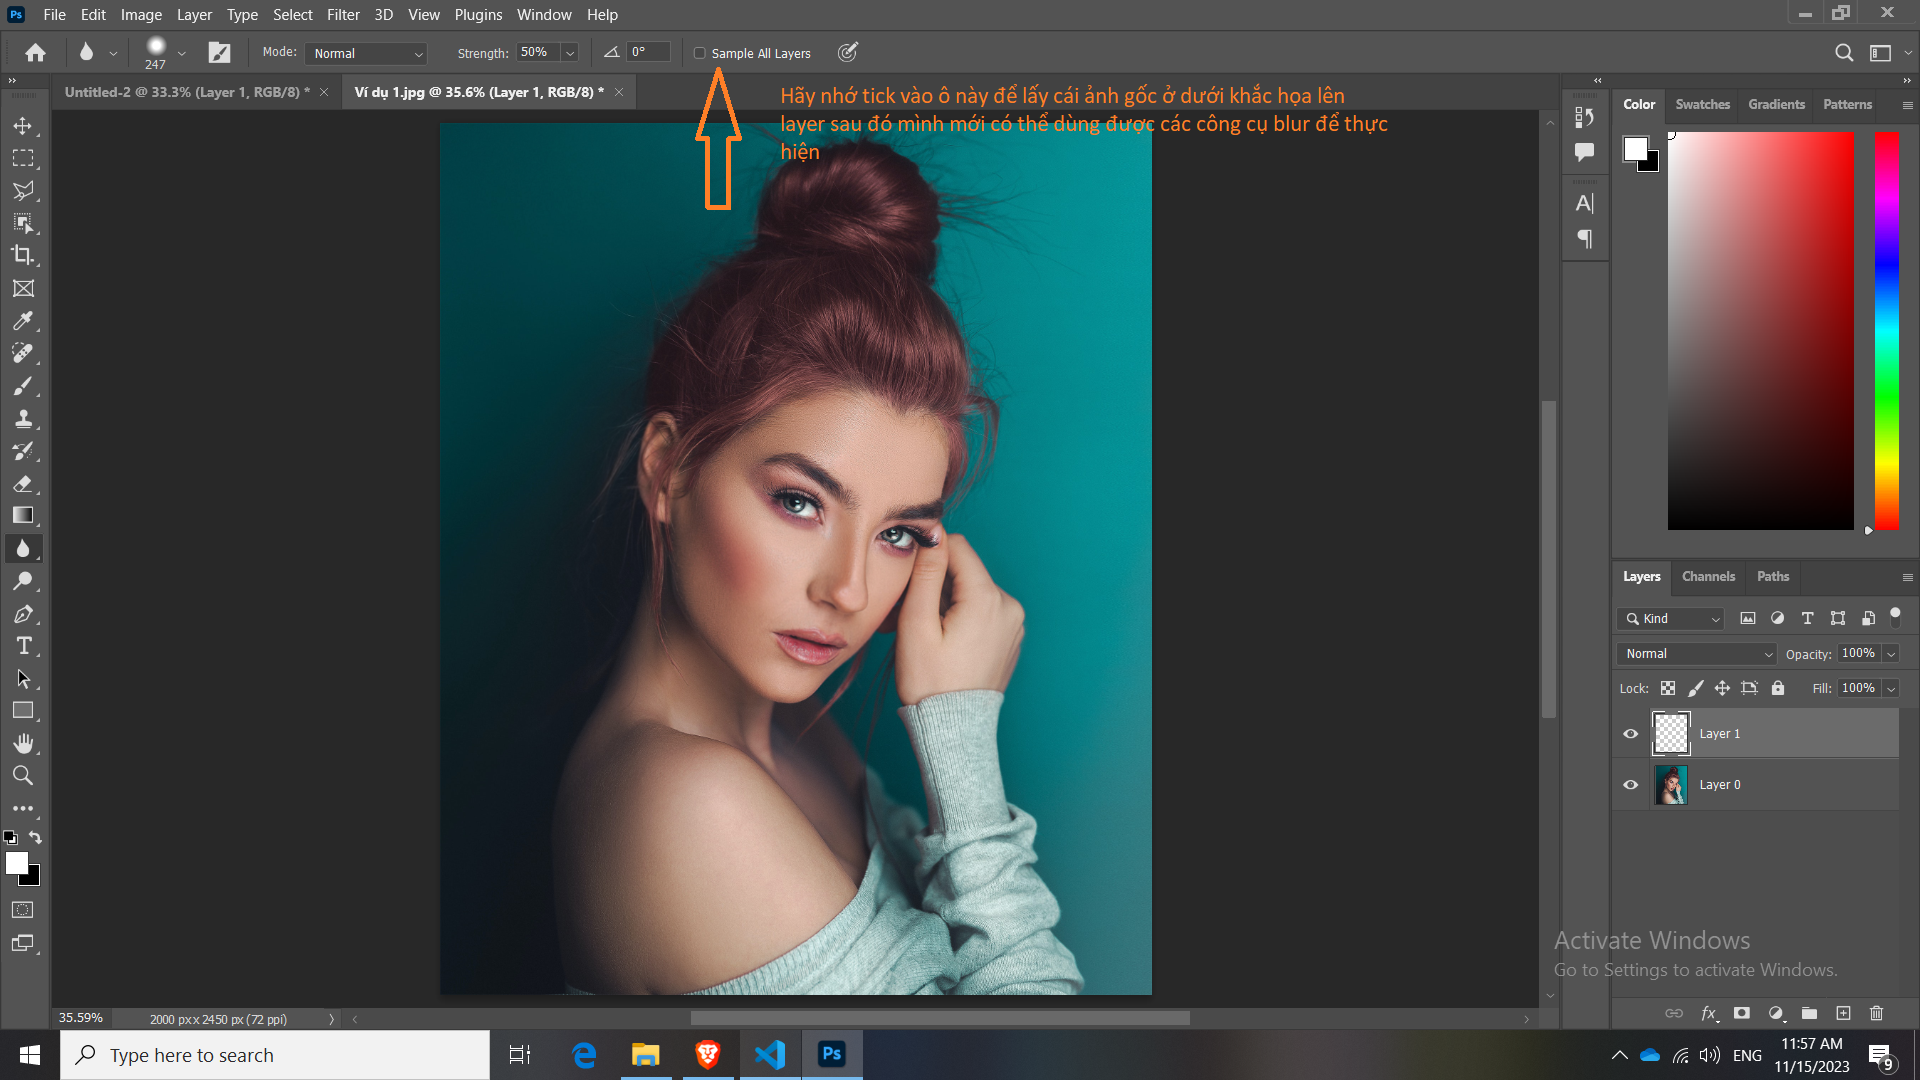 Ps File Edit Image Layer Type Select Filter 3D View Plugins Window Help
247 Mode: Normal Strength: 50% 0° Sample All Layers
Untitled-2 @ 33.3% (Layer 1, RGB/8) * Ví dụ 1.jpg @ 35.6% (Layer 1, RGB/8) *
Hãy nhớ tick vào ô này để lấy cái ảnh gốc ở dưới khắc họa lên
layer sau đó mình mới có thể dùng được các công cụ blur để thực
hiện
Color Swatches Gradients Patterns
Layers Channels Paths
Kind
Normal Opacity: 100%
Lock: Fill: 100%
Layer 1
Layer 0
Activate Windows
Go to Settings to activate Windows.
35.59% 2000 px x 2450 px (72 ppi)
fx
Type here to search
Ps
ENG
11:57 AM
11/15/2023
9